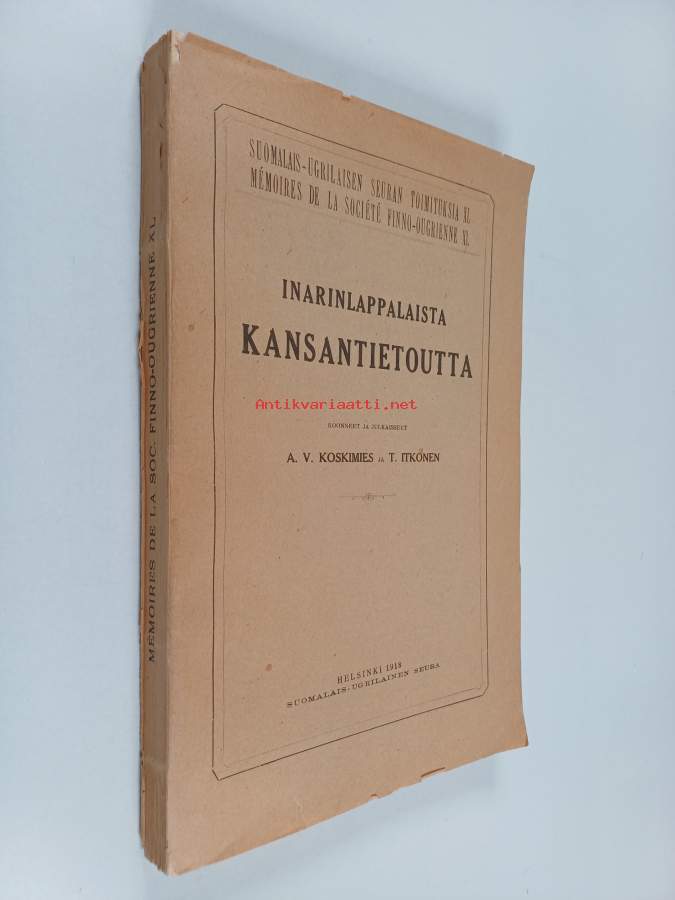 SUOMALAIS-UGRILAISEN SEURAN TOIMITUKSIA XL
MÉMOIRES DE LA SOCIÉTÉ FINNO-OUGRIENNE XL
INARINLAPPALAISTA
KANSANTIETOUTTA
Antikvariaatti.net
KOONNEET JA JULKAISSEET
A. V. KOSKIMIES JA T. ITKONEN
HELSINKI 1918
SUOMALAIS-UGRILAINEN SEURA
MÉMOIRES DE LA SOC. FINNO-OUGRIENNE XL